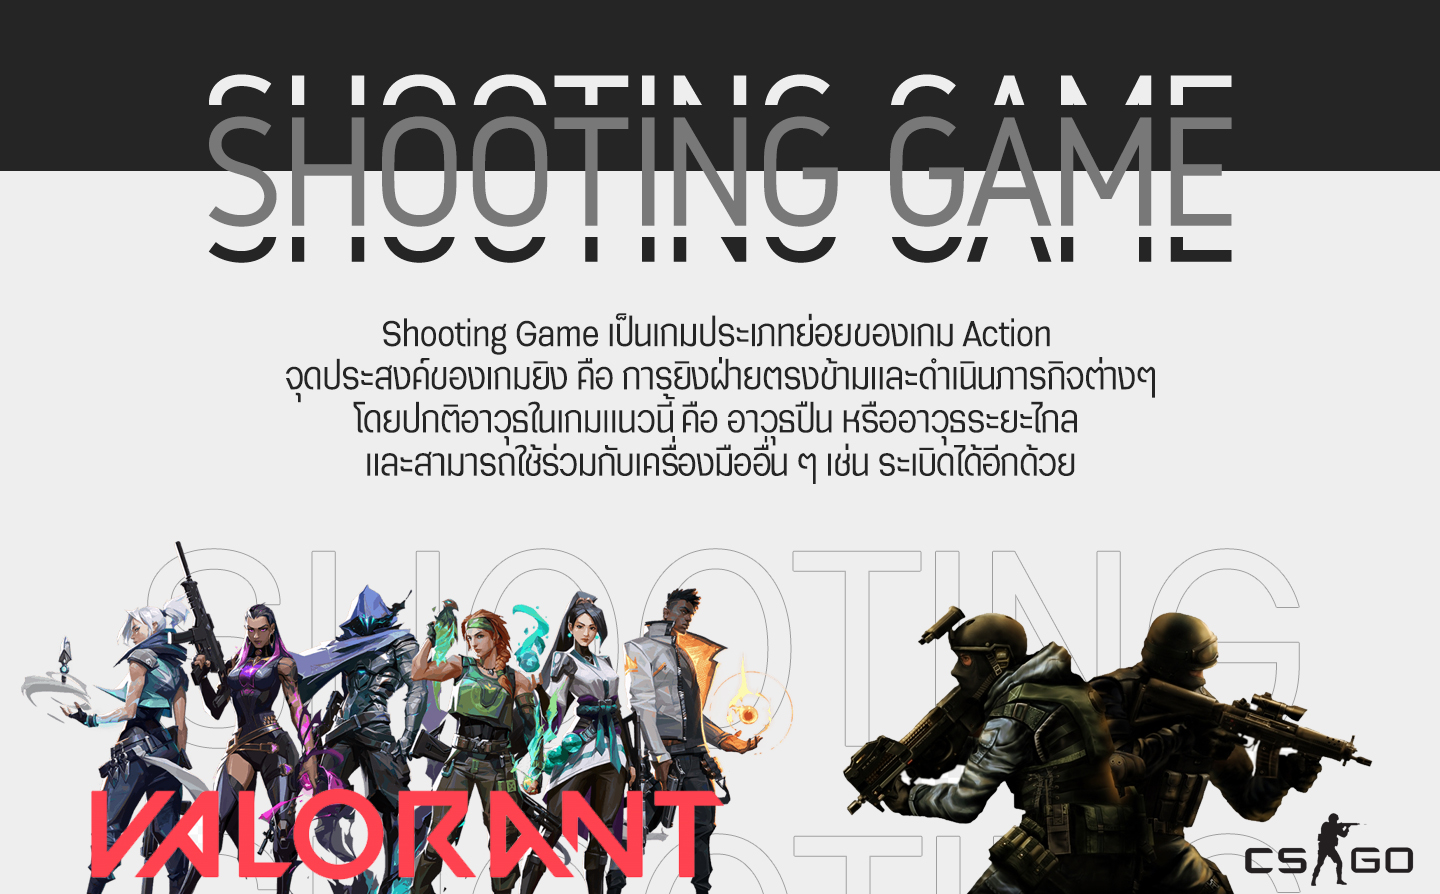 SHOOTING GAME
SHOOTING GAME
SHOOTING GAME
Shooting Game เป็นเกมประเภทย่อยของเกม Action
จุดประสงค์ของเกมยิง คือ การยิงฝ่ายตรงข้ามและดำเนินภารกิจต่างๆ
โดยปกติอาวุธในเกมแนวนี้ คือ อาวุธปืน หรืออาวุธระยะไกล
และสามารถใช้ร่วมกับเครื่องมืออื่น ๆ เช่น ระเบิดได้อีกด้วย
SHOOTING
VALORANT
SHOOTING
CS GO